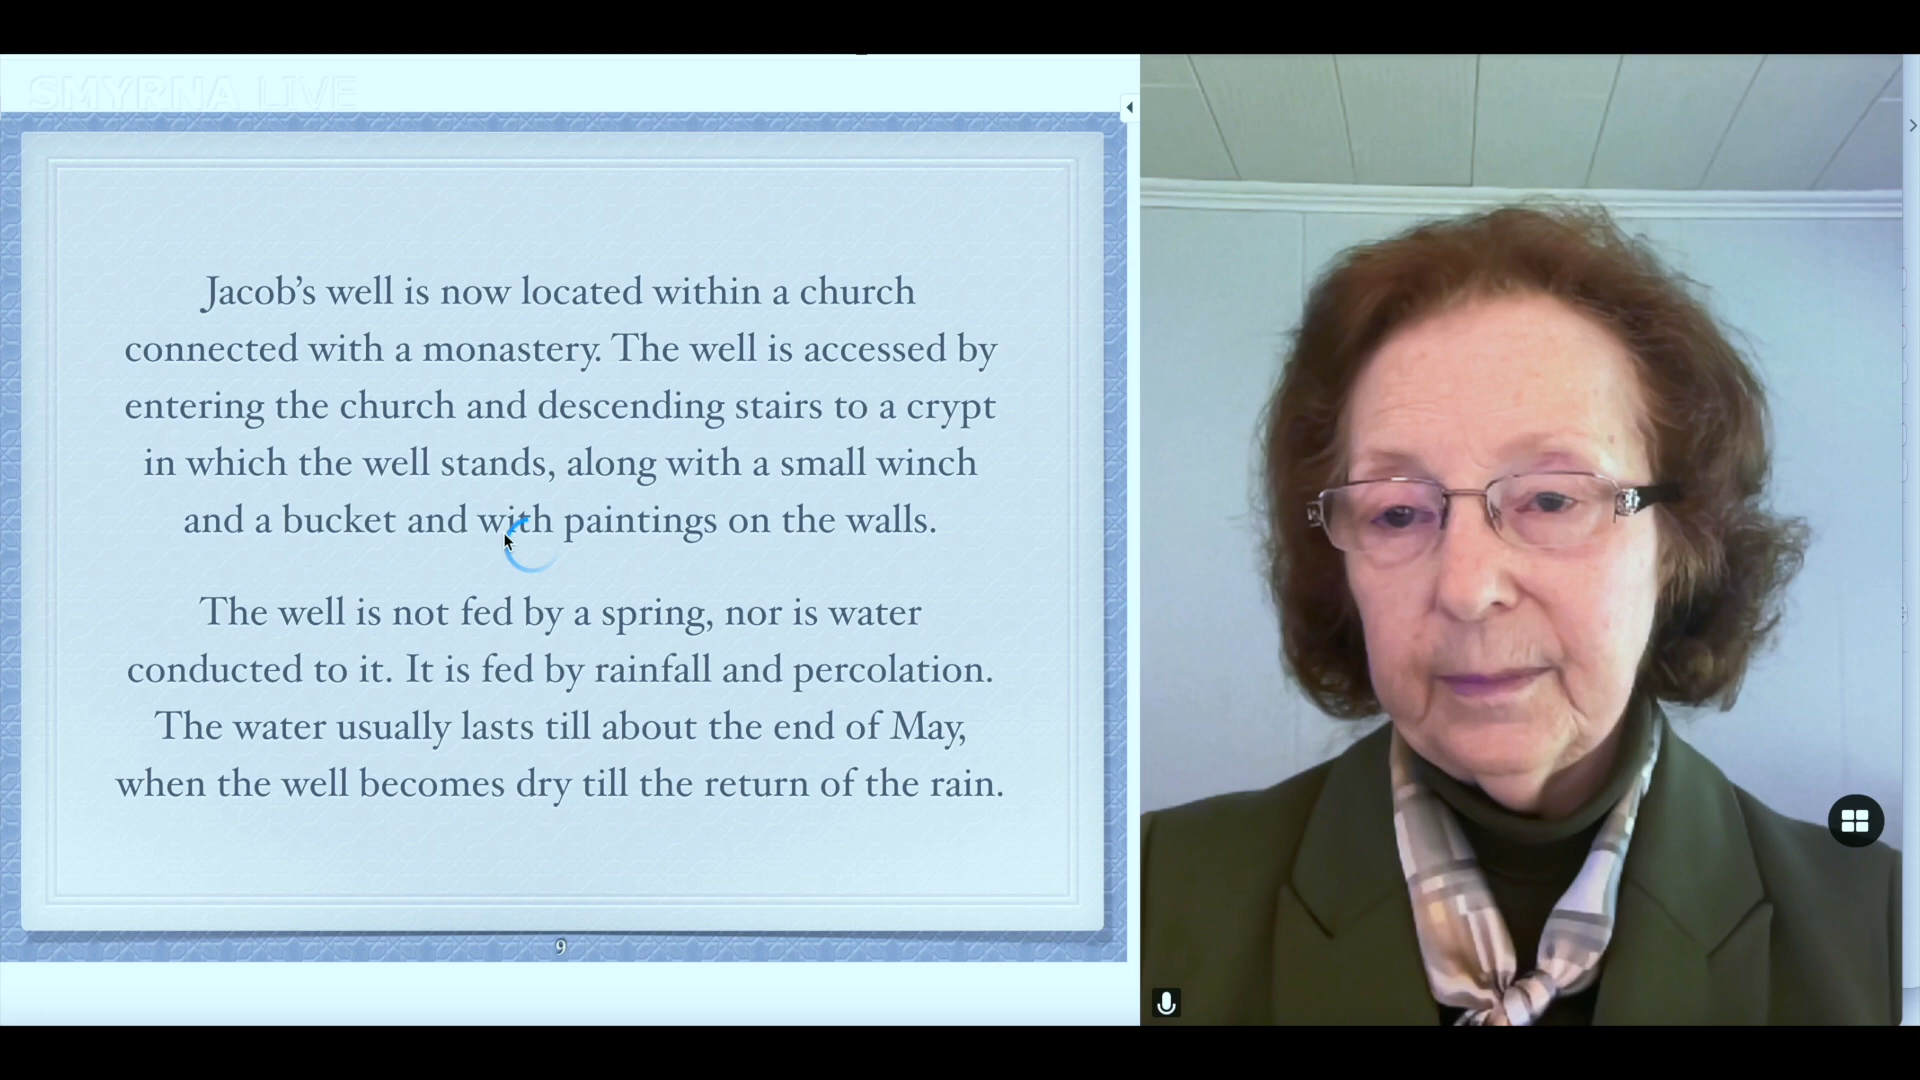 SMYRNA LIVE
Jacob’s well is now located within a church
connected with a monastery. The well is accessed by
entering the church and descending stairs to a crypt
in which the well stands, along with a small winch
and a bucket and with paintings on the walls.
The well is not fed by a spring, nor is water
conducted to it. It is fed by rainfall and percolation.
The water usually lasts till about the end of May,
when the well becomes dry till the return of the rain.
9